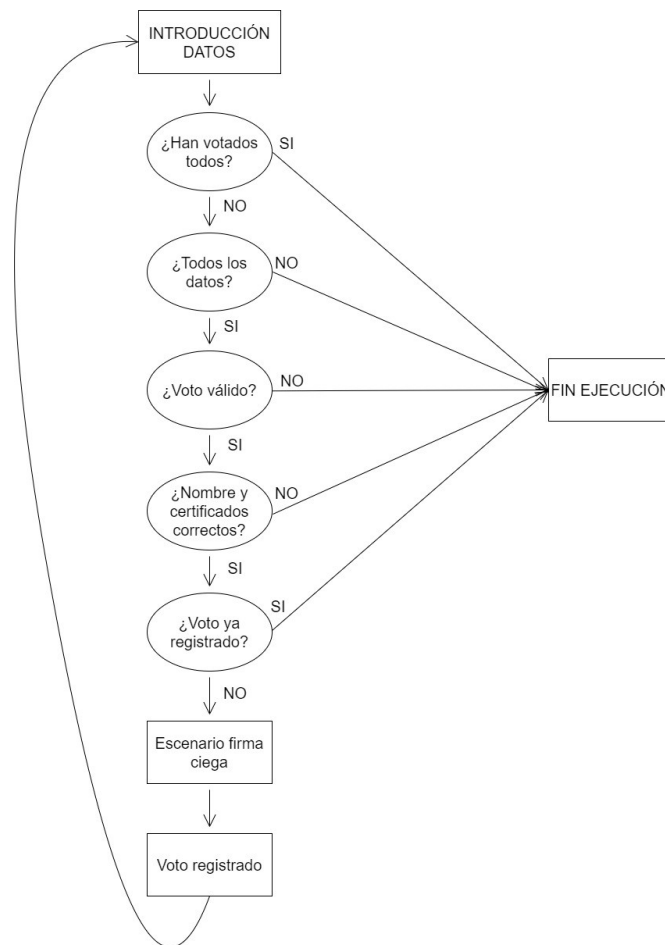 INTRODUCCIÓN
DATOS
¿Han votados
todos?
SI
NO
¿Todos los
datos?
NO
SI
¿Voto válido?
NO
FIN EJECUCIÓN
SI
¿Nombre y
certificados
correctos?
NO
SI
¿Voto ya
registrado?
SI
NO
Escenario firma
ciega
Voto registrado